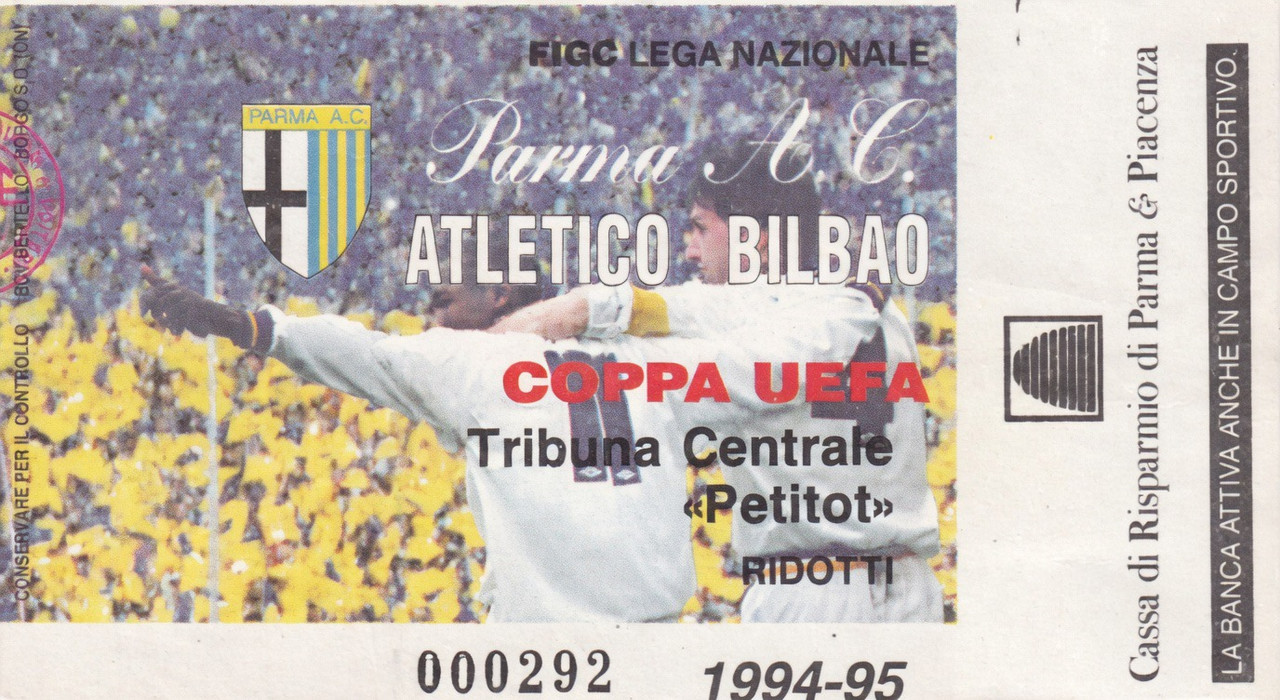 FIGC LEGA NAZIONALE
PARMA A.C.
Parma A.C.
ATLETICO BILBAO
COPPA UEFA
11
Tribuna Centrale
«Petitot»
RIDOTTI
000292
1994-95
CONSERVARE PER IL CONTROLLO
Cassa di Risparmio di Parma & Piacenza
LA BANCA ATTIVA ANCHE IN CAMPO SPORTIVO.